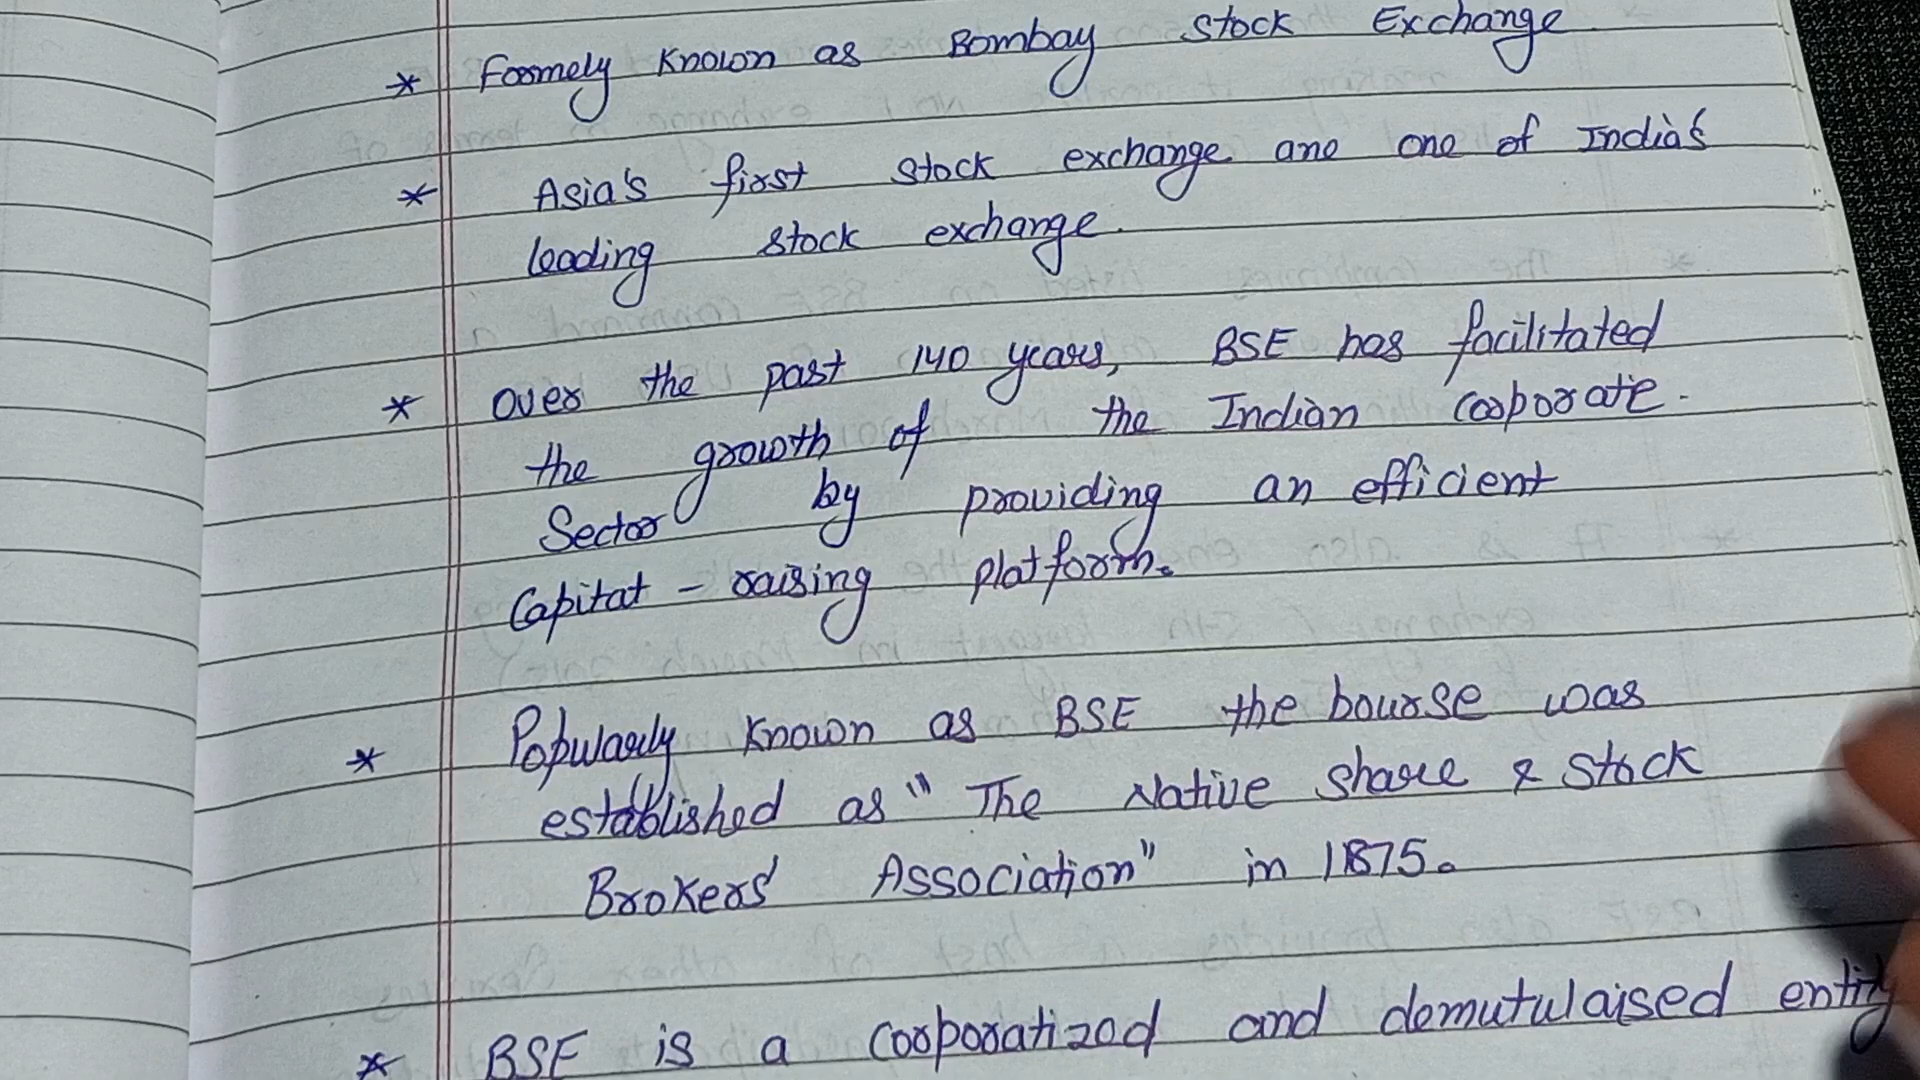 * Formely Known as Bombay Stock Exchange
* Asia's first stock exchange and one of India's
leading stock exchange.
* over the past 140 years, BSE has facilitated
the growth of the Indian corporate.
Sector by providing an efficient
Capitat - raising platform.
* Popularly Known as BSE the bourse was
established as "The Native Share & Stock
Brokers' Association" in 1875.
* BSE is a Corporatized and demutulaised entity